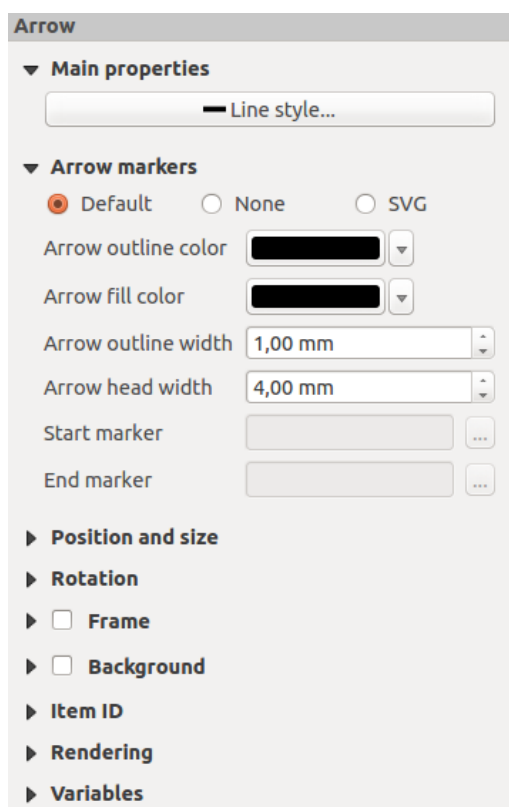 Arrow
Main properties
Line style...
Arrow markers
Default None SVG
Arrow outline color
Arrow fill color
Arrow outline width 1,00 mm
Arrow head width 4,00 mm
Start marker ...
End marker ...
Position and size
Rotation
Frame
Background
Item ID
Rendering
Variables